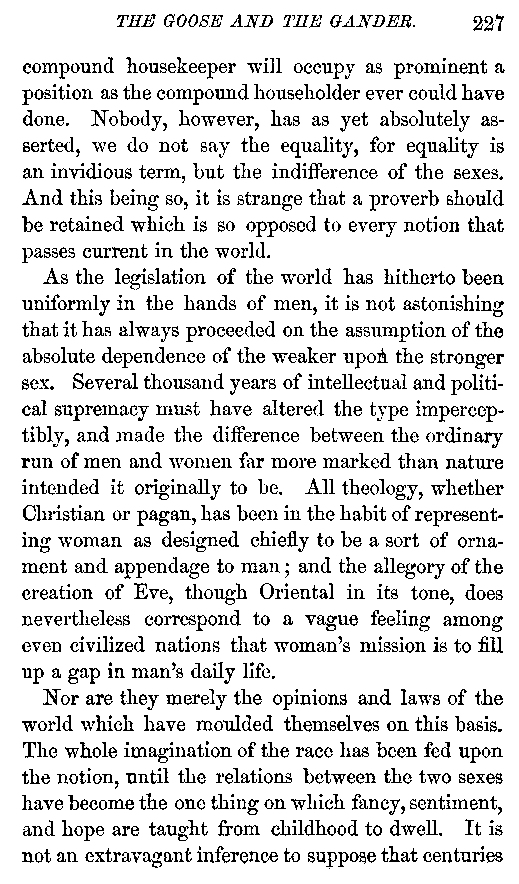 THE GOOSE AND THE GANDER. 227
compound housekeeper will occupy as prominent a
position as the compound householder ever could have
done. Nobody, however, has as yet absolutely as-
serted, we do not say the equality, for equality is
an invidious term, but the indifference of the sexes.
And this being so, it is strange that a proverb should
be retained which is so opposed to every notion that
passes current in the world.
As the legislation of the world has hitherto been
uniformly in the hands of men, it is not astonishing
that it has always proceeded on the assumption of the
absolute dependence of the weaker upon the stronger
sex. Several thousand years of intellectual and politi-
cal supremacy must have altered the type impercep-
tibly, and made the difference between the ordinary
run of men and women far more marked than nature
intended it originally to be. All theology, whether
Christian or pagan, has been in the habit of represent-
ing woman as designed chiefly to be a sort of orna-
ment and appendage to man; and the allegory of the
creation of Eve, though Oriental in its tone, does
nevertheless correspond to a vague feeling among
even civilized nations that woman's mission is to fill
up a gap in man's daily life.
Nor are they merely the opinions and laws of the
world which have moulded themselves on this basis.
The whole imagination of the race has been fed upon
the notion, until the relations between the two sexes
have become the one thing on which fancy, sentiment,
and hope are taught from childhood to dwell. It is
not an extravagant inference to suppose that centuries